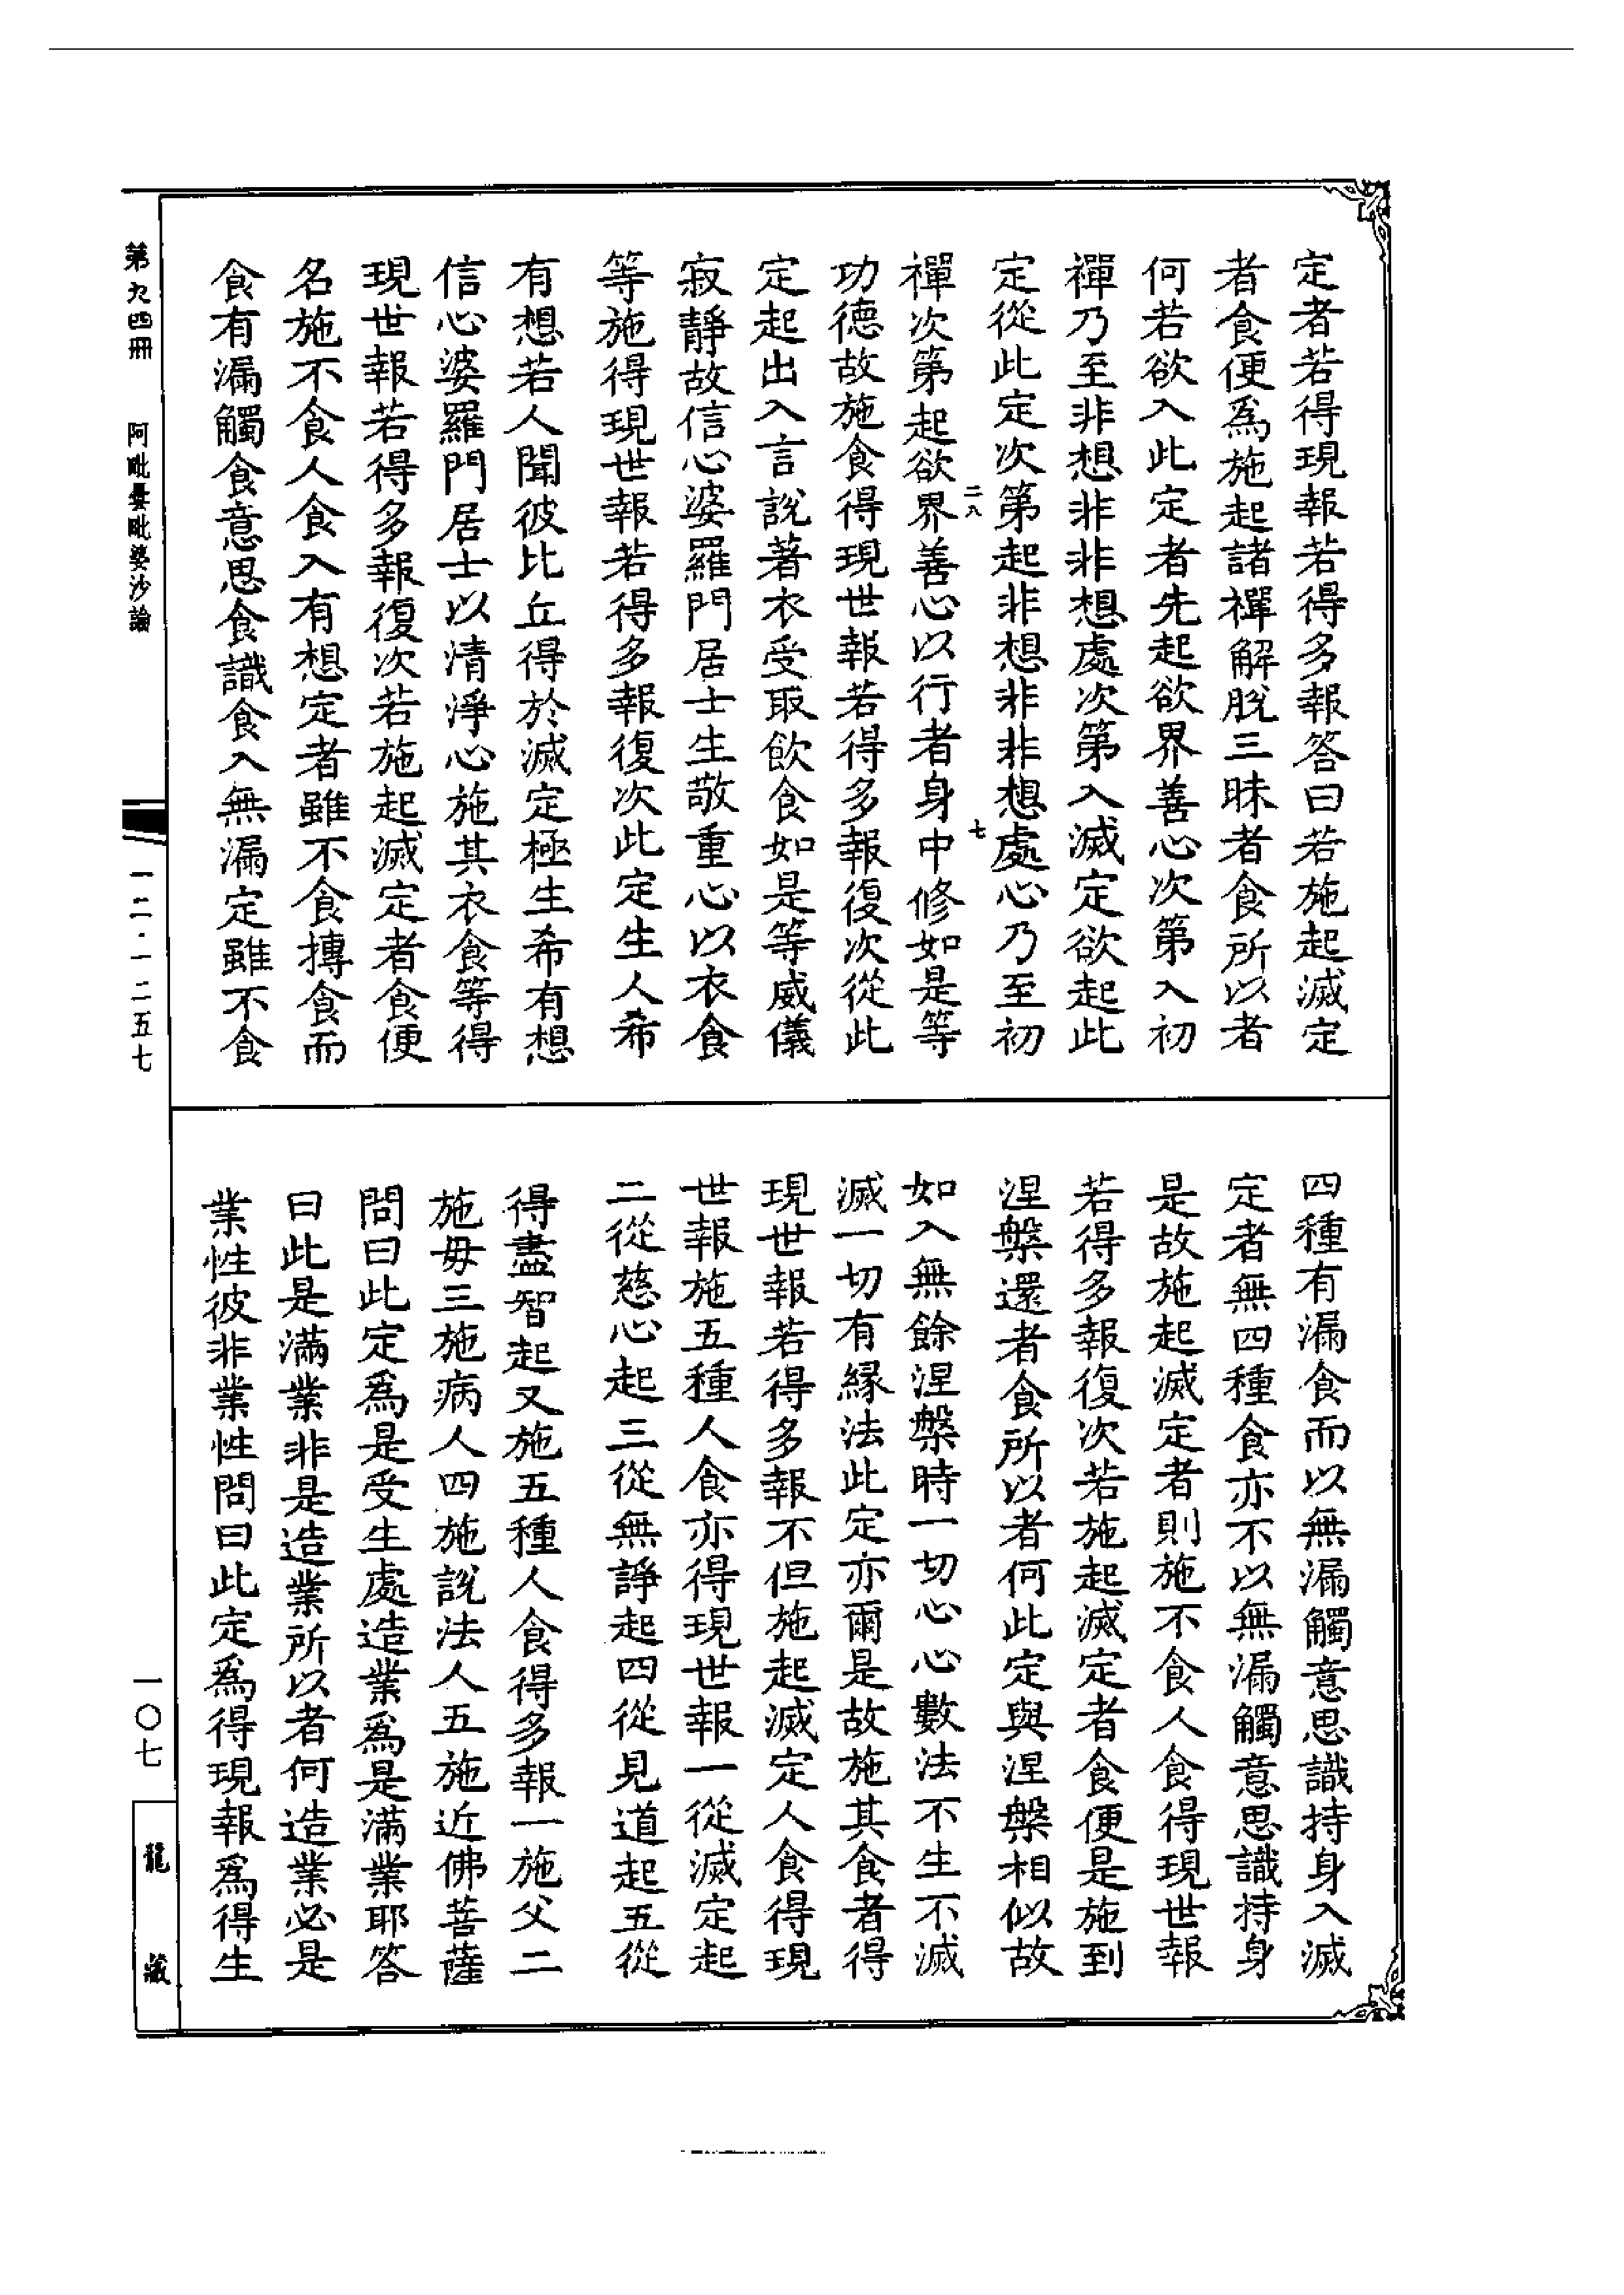 定者若得現報若得多報答曰若施起滅定
者食便爲施起諸禪解脫三昧者食所以者
何若欲入此定者先起欲界善心次第入初
禪乃至非想非非想處次第入滅定欲起此
定從此定次第起非想非非想處心乃至初
二八
七
禪次第起欲界善心以行者身中修如是等
功德故施食得現世報若得多報復次從此
定起出入言說著衣受取飲食如是等威儀
寂靜故信心婆羅門居士生敬重心以衣食
等施得現世報若得多報復次此定生人希
有想若人聞彼比丘得於滅定極生希有想
信心婆羅門居士以清淨心施其衣食等得
現世報若得多報復次若施起滅定者食便
名施不食人食入有想定者雖不食摶食而
食有漏觸食意思食識食入無漏定雖不食
四種有漏食而以無漏觸意思識持身入滅
定者無四種食亦不以無漏觸意思識持身
是故施起滅定者則施不食人食得現世報
若得多報復次若施起滅定者食便是施到
涅槃還者食所以者何此定與涅槃相似故
如入無餘涅槃時一切心心數法不生不滅
滅一切有緣法此定亦爾是故施其食者得
現世報若得多報不但施起滅定人食得現
世報施五種人食亦得現世報一從滅定起
二從慈心起三從無諍起四從見道起五從
得盡智起又施五種人食得多報一施父二
施母三施病人四施說法人五施近佛菩薩
問曰此定爲是受生處造業爲是滿業耶答
曰此是滿業非是造業所以者何造業必是
業性彼非業性問曰此定爲得現報爲得生
第九四冊
阿毗曇毗婆沙論
一二·一二五七
一〇七
龍藏